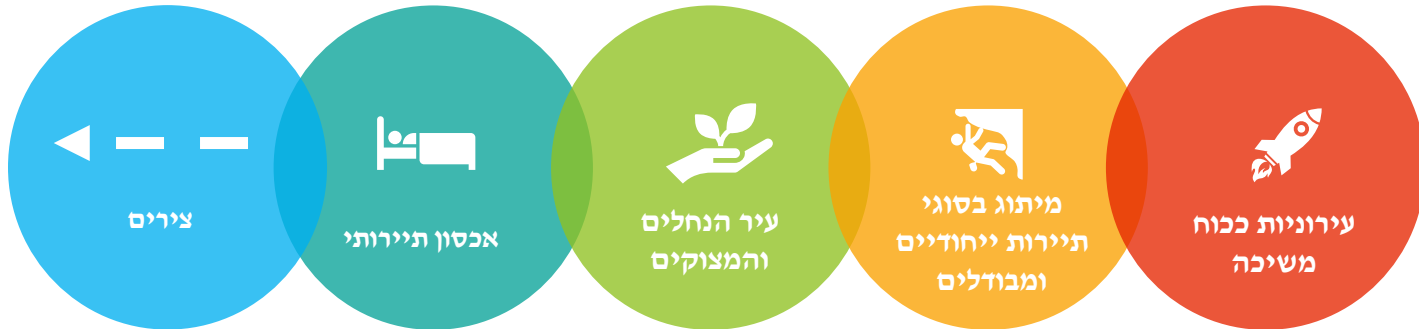 עירוניות ככוח
משיכה
מיתוג בסוגי
תיירות ייחודיים
ומבודלים
עיר הנחלים
והמצוקים
אכסון תיירותי
צירים